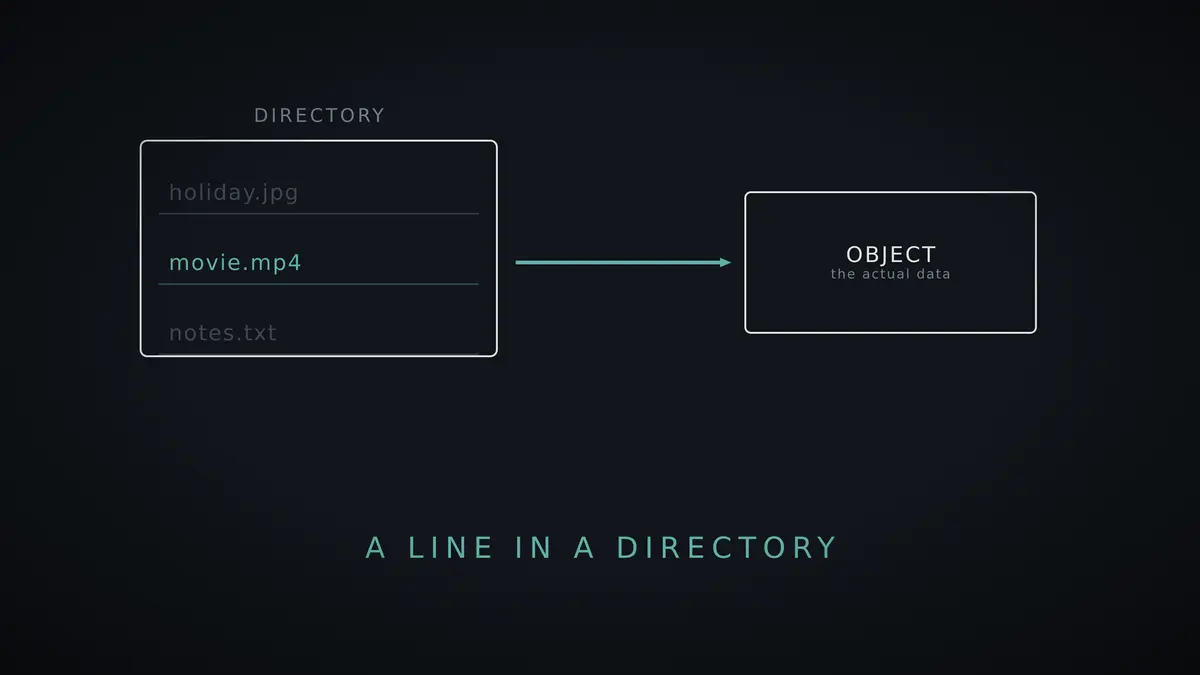 DIRECTORY
holiday.jpg
movie.mp4
notes.txt
OBJECT
the actual data
A LINE IN A DIRECTORY